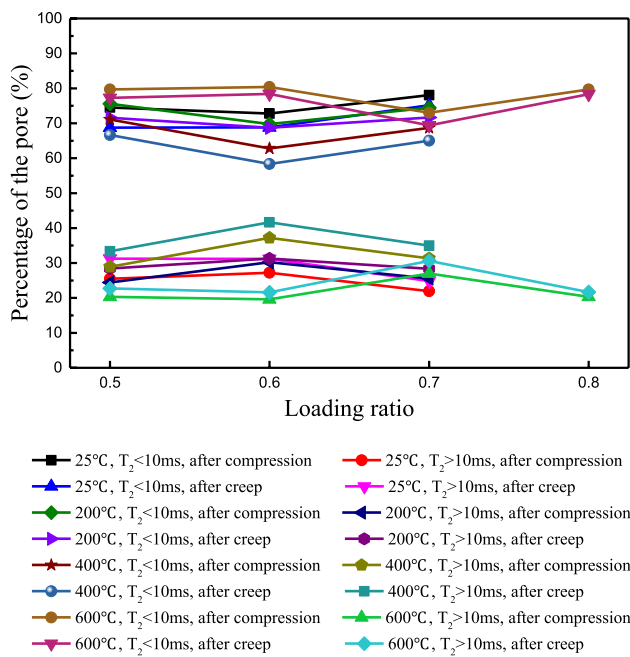 100
90
80
70
60
50
40
30
20
10
0
Percentage of the pore (%)
0.5 0.6 0.7 0.8
Loading ratio
25℃, T₂<10ms, after compression
25℃, T₂>10ms, after compression
25℃, T₂<10ms, after creep
25℃, T₂>10ms, after creep
200℃, T₂<10ms, after compression
200℃, T₂>10ms, after compression
200℃, T₂<10ms, after creep
200℃, T₂>10ms, after creep
400℃, T₂<10ms, after compression
400℃, T₂>10ms, after compression
400℃, T₂<10ms, after creep
400℃, T₂>10ms, after creep
600℃, T₂<10ms, after compression
600℃, T₂>10ms, after compression
600℃, T₂<10ms, after creep
600℃, T₂>10ms, after creep